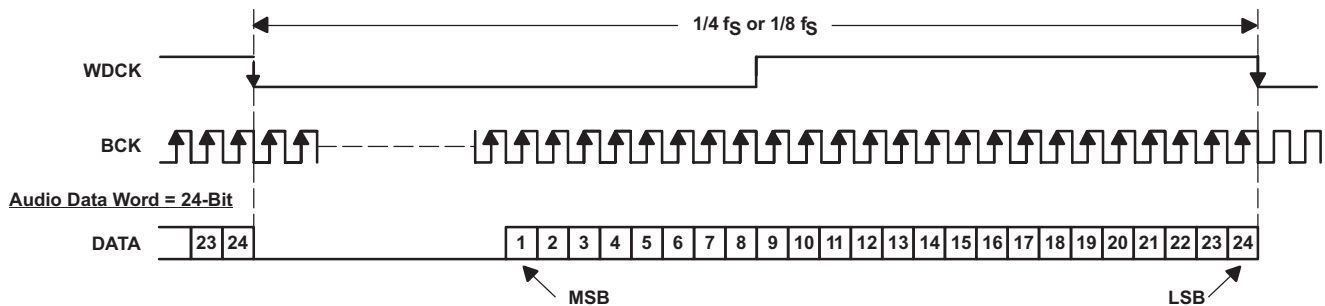 1/4 fS or 1/8 fS
WDCK
BCK
Audio Data Word = 24-Bit
DATA 23 24 1 2 3 4 5 6 7 8 9 10 11 12 13 14 15 16 17 18 19 20 21 22 23 24
MSB LSB